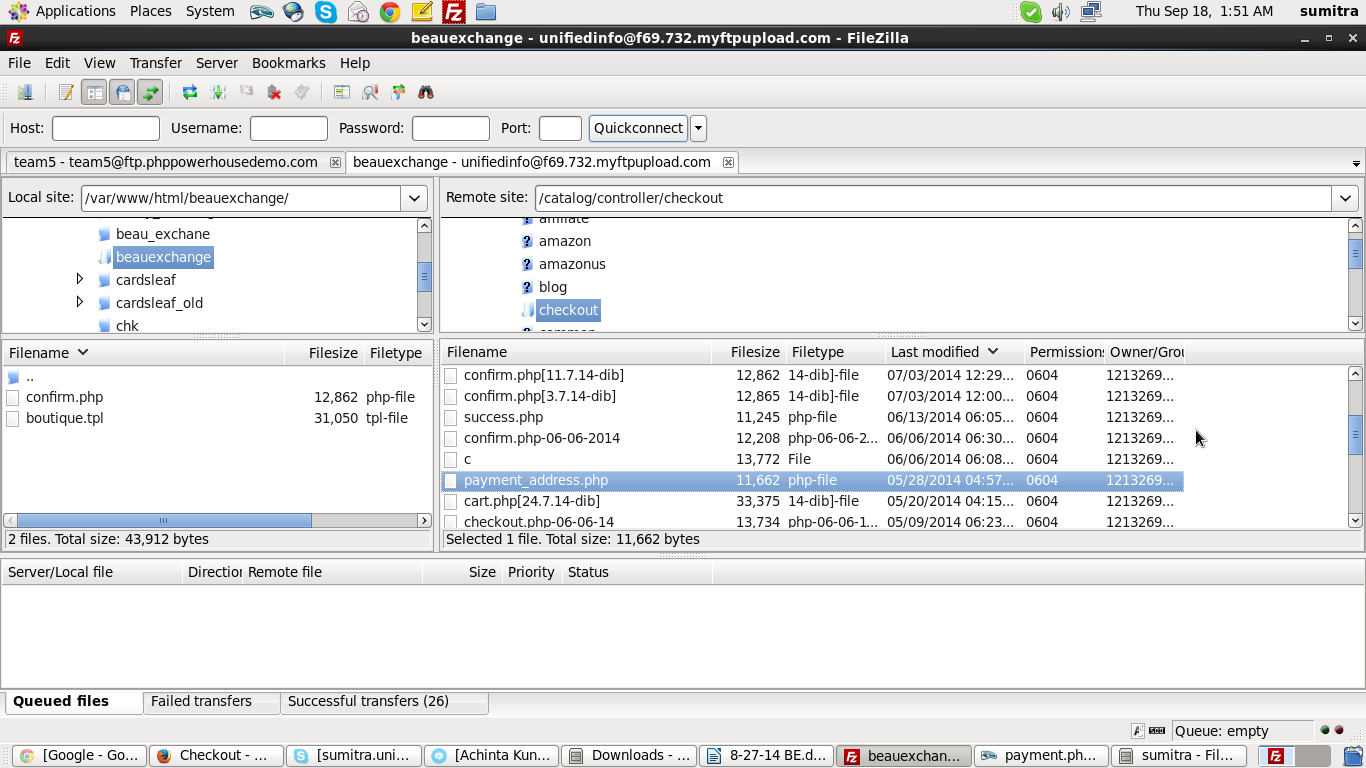 Applications Places System Thu Sep 18, 1:51 AM sumitra
beauexchange - unifiedinfo@f69.732.myftpupload.com - FileZilla
File Edit View Transfer Server Bookmarks Help
Host: Username: Password: Port: Quickconnect
team5 - team5@ftp.phppowerhousedemo.com beauexchange - unifiedinfo@f69.732.myftpupload.com
Local site: /var/www/html/beauexchange/
beau_exchane
beauexchange
cardsleaf
cardsleaf_old
chk
Remote site: /catalog/controller/checkout
affiliate
amazon
amazonus
blog
checkout
common
Filename Filesize Filetype
..
confirm.php 12,862 php-file
boutique.tpl 31,050 tpl-file
2 files. Total size: 43,912 bytes
Filename Filesize Filetype Last modified Permissions Owner/Grou
confirm.php[11.7.14-dib] 12,862 14-dib]-file 07/03/2014 12:29... 0604 1213269...
confirm.php[3.7.14-dib] 12,865 14-dib]-file 07/03/2014 12:00... 0604 1213269...
success.php 11,245 php-file 06/13/2014 06:05... 0604 1213269...
confirm.php-06-06-2014 12,208 php-06-06-2... 06/06/2014 06:30... 0604 1213269...
c 13,772 File 06/06/2014 06:08... 0604 1213269...
payment_address.php 11,662 php-file 05/28/2014 04:57... 0604 1213269...
cart.php[24.7.14-dib] 33,375 14-dib]-file 05/20/2014 04:15... 0604 1213269...
checkout.php-06-06-14 13,734 php-06-06-1... 05/09/2014 06:23... 0604 1213269...
Selected 1 file. Total size: 11,662 bytes
Server/Local file Direction Remote file Size Priority Status
Queued files Failed transfers Successful transfers (26)
Queue: empty
[Google - Go... Checkout - ... [sumitra.uni... [Achinta Kun... Downloads - ... 8-27-14 BE.d... beauexchan... payment.ph... sumitra - Fil...